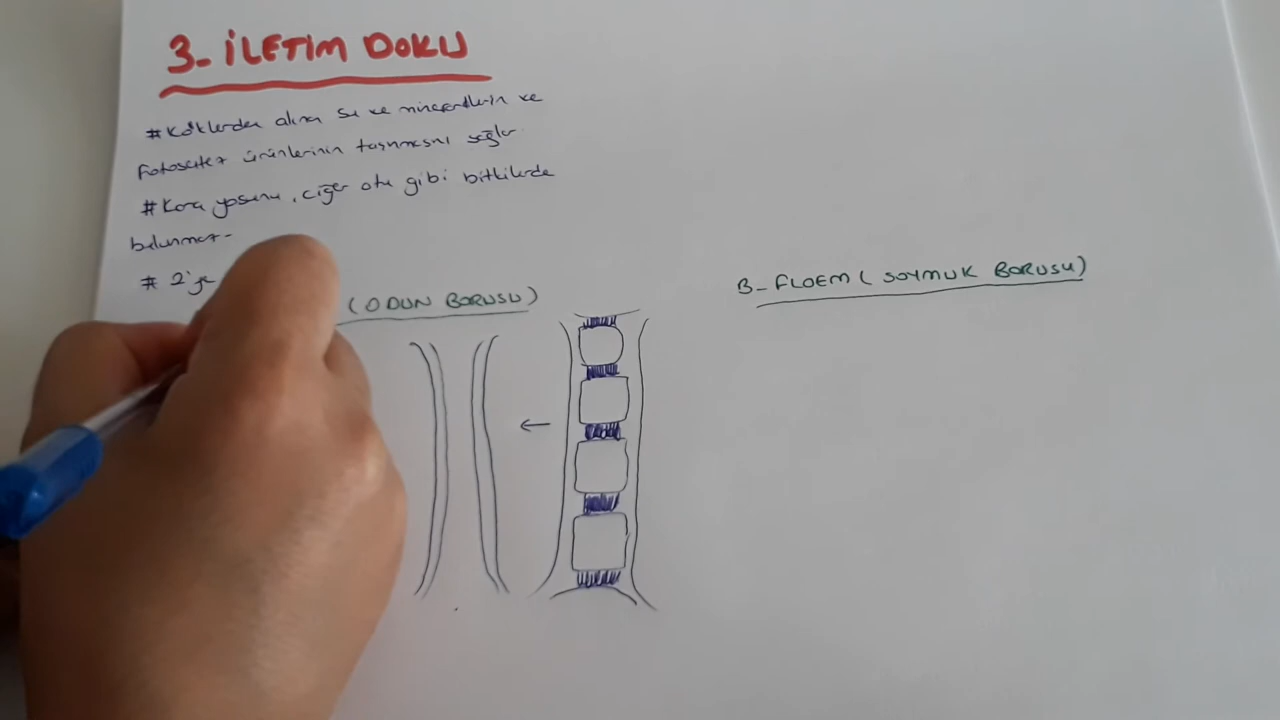 3- İLETİM DOKU
# Köklerden alınan su ve minerallerin ve
Fotosentez ürünlerinin taşınmasını sağlar.
# Kara yosunu, ciğer otu gibi bitkilerde
bulunmaz.
# 2'ye
(ODUN BORUSU)
B- FLOEM (SOYMUK BORUSU)